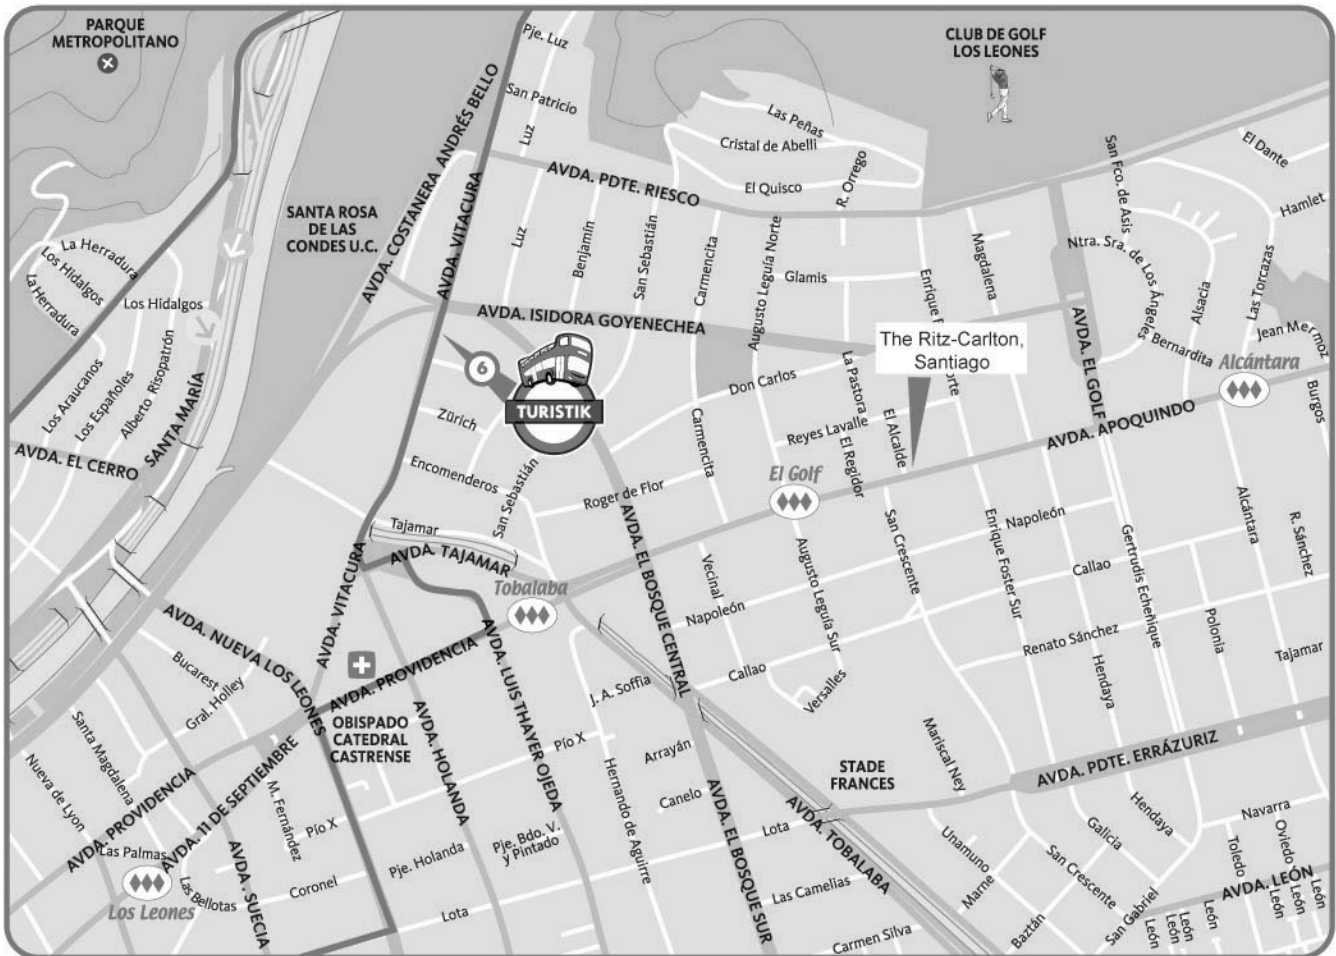 PARQUE
METROPOLITANO
CLUB DE GOLF
LOS LEONES
Pje. Luz
San Patricio
Luz
Las Peñas
Cristal de Abelli
El Quisco
R. Orrego
San Fco. de Asis
El Dante
Hamlet
AVDA. COSTANERA ANDRÉS BELLO
AVDA. VITACURA
AVDA. PDTE. RIESCO
SANTA ROSA
DE LAS
CONDES U.C.
La Herradura
Los Hidalgos
La Herradura
Los Hidalgos
Luz
Benjamín
San Sebastián
Carmencita
Augusto Leguía Norte
Glamis
Magdalena
Ntra. Sra. de Los Ángeles
Alsacia
Las Torcazas
Jean Mermoz
Bernardita
Alcántara
Burgos
AVDA. ISIDORA GOYENECHEA
The Ritz-Carlton,
Santiago
Enrique
AVDA. EL GOLF
La Pastora
Don Carlos
6
TURISTIK
Zürich
Los Araucanos
Los Españoles
Alberto Risopatrón
SANTA MARÍA
AVDA. EL CERRO
Encomenderos
San Sebastián
Roger de Flor
Carmencita
Reyes Lavalle
El Regidor
El Alcalde
AVDA. APOQUINDO
El Golf
Tajamar
AVDA. TAJAMAR
Tobalaba
AVDA. EL BOSQUE CENTRAL
Vecinal
Napoleón
Augusto Leguía Sur
San Crescente
Enrique Foster Sur
Napoleón
Callao
Gertrudis Echeñique
Alcántara
R. Sánchez
AVDA. VITACURA
AVDA. NUEVA LOS LEONES
Bucarest
Gral. Holley
AVDA. PROVIDENCIA
AVDA. LUIS THAYER OJEDA
J. A. Soffia
Callao
Versalles
Renato Sánchez
Hendaya
Polonia
Tajamar
OBISPADO
CATEDRAL
CASTRENSE
AVDA. HOLANDA
Santa Magdalena
Nueva de Lyon
AVDA. PROVIDENCIA
AVDA. 11 DE SEPTIEMBRE
M. Fernández
Pío X
Pío X
Arrayán
Canelo
Hernando de Aguirre
STADE
FRANCES
Mariscal Ney
AVDA. PDTE. ERRÁZURIZ
Las Palmas
Los Leones
Las Bellotas
AVDA. SUECIA
Coronel
Pje. Holanda
Pje. Bdo. V.
y Pintado
Lota
Lota
AVDA. EL BOSQUE SUR
AVDA. TOBALABA
Las Camelias
Carmen Silva
Unamuno
Marne
Baztán
San Crescente
San Gabriel
Galicia
Hendaya
Navarra
Toledo
Oviedo
AVDA. LEÓN
León
León
León
León
León
León
León